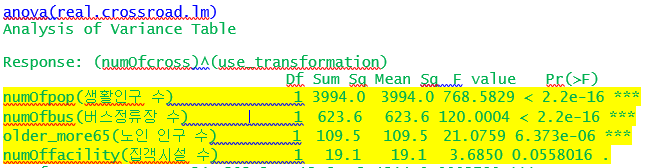 anova(real.crossroad.lm)
Analysis of Variance Table
Response: (numOfcross)^(use_transformation)
Df Sum Sq Mean Sq F value Pr(>F)
numOfpop(생활인구 수) 1 3994.0 3994.0 768.5829 < 2.2e-16 ***
numOfbus(버스정류장 수) 1 623.6 623.6 120.0004 < 2.2e-16 ***
older_more65(노인 인구 수) 1 109.5 109.5 21.0759 6.373e-06 ***
numOffacility(집객시설 수) 1 19.1 19.1 3.6850 0.0558016 .